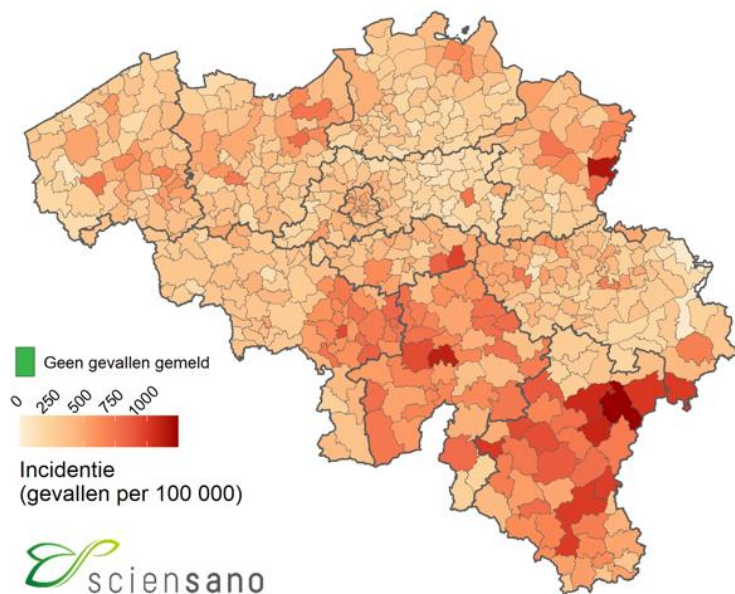 Geen gevallen gemeld
0 250 500 750 1000
Incidentie
(gevallen per 100 000)
sciensano